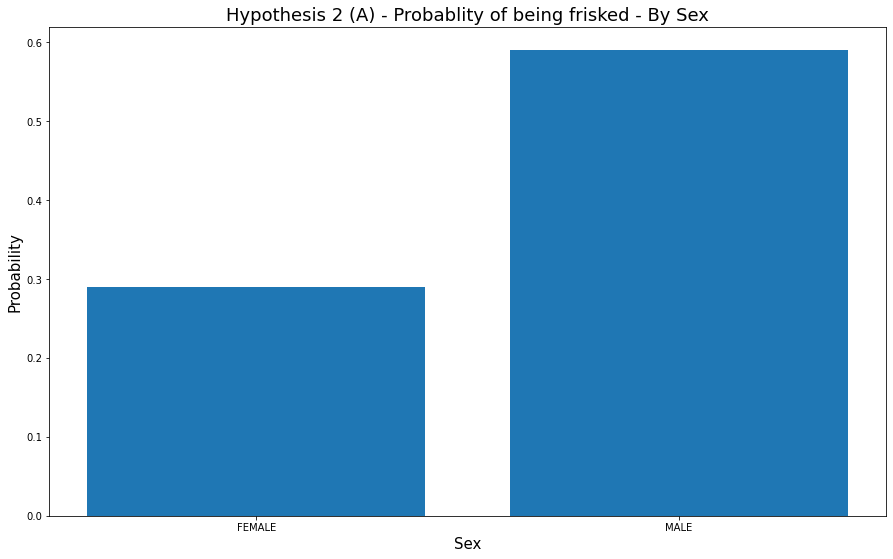 Hypothesis 2 (A) - Probablity of being frisked - By Sex
Probability
0.6
0.5
0.4
0.3
0.2
0.1
0.0
FEMALE
MALE
Sex